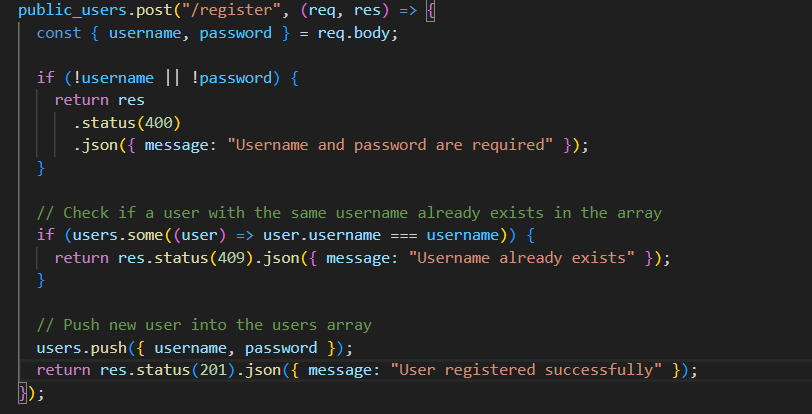 public_users.post("/register", (req, res) => {
  const { username, password } = req.body;

  if (!username || !password) {
    return res
      .status(400)
      .json({ message: "Username and password are required" });
  }

  // Check if a user with the same username already exists in the array
  if (users.some((user) => user.username === username)) {
    return res.status(409).json({ message: "Username already exists" });
  }

  // Push new user into the users array
  users.push({ username, password });
  return res.status(201).json({ message: "User registered successfully" });
});